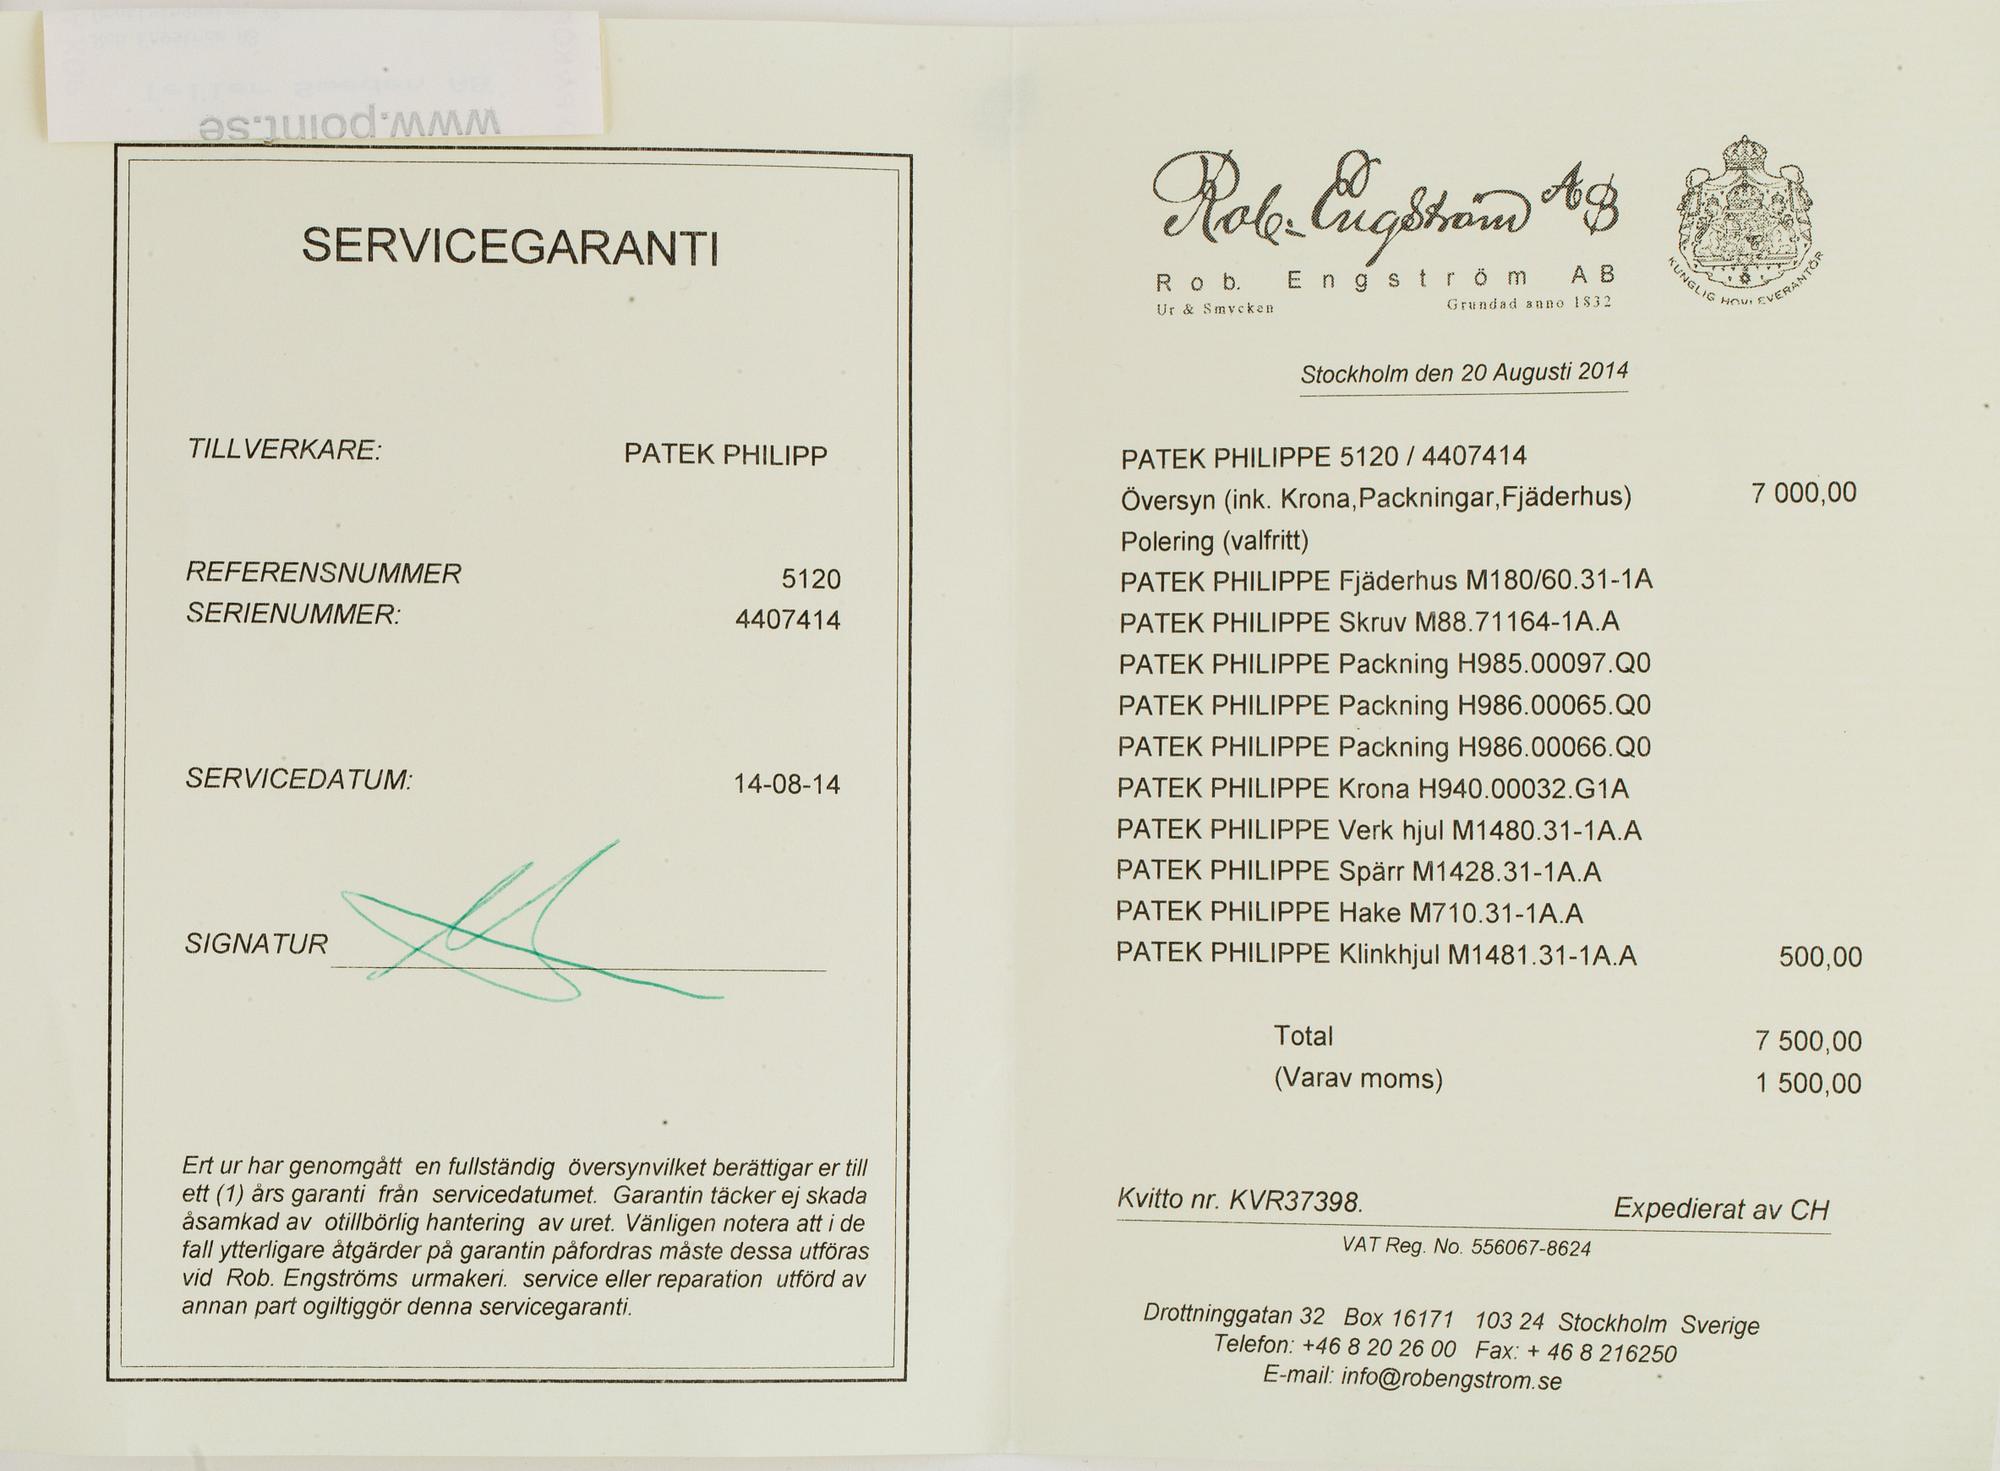 www.point.se
SERVICEGARANTI
TILLVERKARE: PATEK PHILIPP
REFERENSNUMMER 5120
SERIENUMMER: 4407414
SERVICEDATUM: 14-08-14
SIGNATUR
Ert ur har genomgått en fullständig översynvilket berättigar er till
ett (1) års garanti från servicedatumet. Garantin täcker ej skada
åsamkad av otillbörlig hantering av uret. Vänligen notera att i de
fall ytterligare åtgärder på garantin påfordras måste dessa utföras
vid Rob. Engströms urmakeri. service eller reparation utförd av
annan part ogiltiggör denna servicegaranti.
Rob. Engström AB
Rob. Engström AB
Ur & Smycken Grundad anno 1832
KUNGLIG HOVLEVERANTÖR
Stockholm den 20 Augusti 2014
PATEK PHILIPPE 5120 / 4407414
Översyn (ink. Krona,Packningar,Fjäderhus) 7 000,00
Polering (valfritt)
PATEK PHILIPPE Fjäderhus M180/60.31-1A
PATEK PHILIPPE Skruv M88.71164-1A.A
PATEK PHILIPPE Packning H985.00097.Q0
PATEK PHILIPPE Packning H986.00065.Q0
PATEK PHILIPPE Packning H986.00066.Q0
PATEK PHILIPPE Krona H940.00032.G1A
PATEK PHILIPPE Verk hjul M1480.31-1A.A
PATEK PHILIPPE Spärr M1428.31-1A.A
PATEK PHILIPPE Hake M710.31-1A.A
PATEK PHILIPPE Klinkhjul M1481.31-1A.A 500,00
Total 7 500,00
(Varav moms) 1 500,00
Kvitto nr. KVR37398. Expedierat av CH
VAT Reg. No. 556067-8624
Drottninggatan 32 Box 16171 103 24 Stockholm Sverige
Telefon: +46 8 20 26 00 Fax: + 46 8 216250
E-mail: info@robengstrom.se